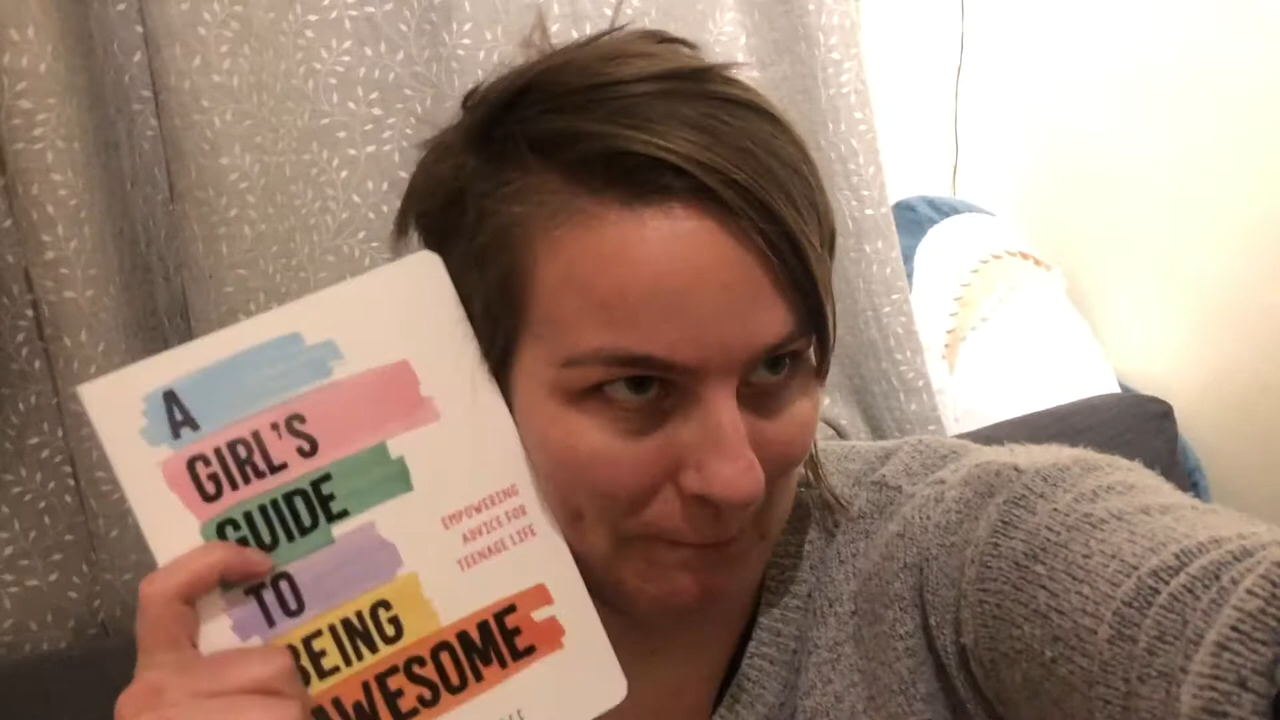 A
GIRL'S
GUIDE
TO
BEING
AWESOME
EMPOWERING
ADVICE FOR
TEENAGE LIFE